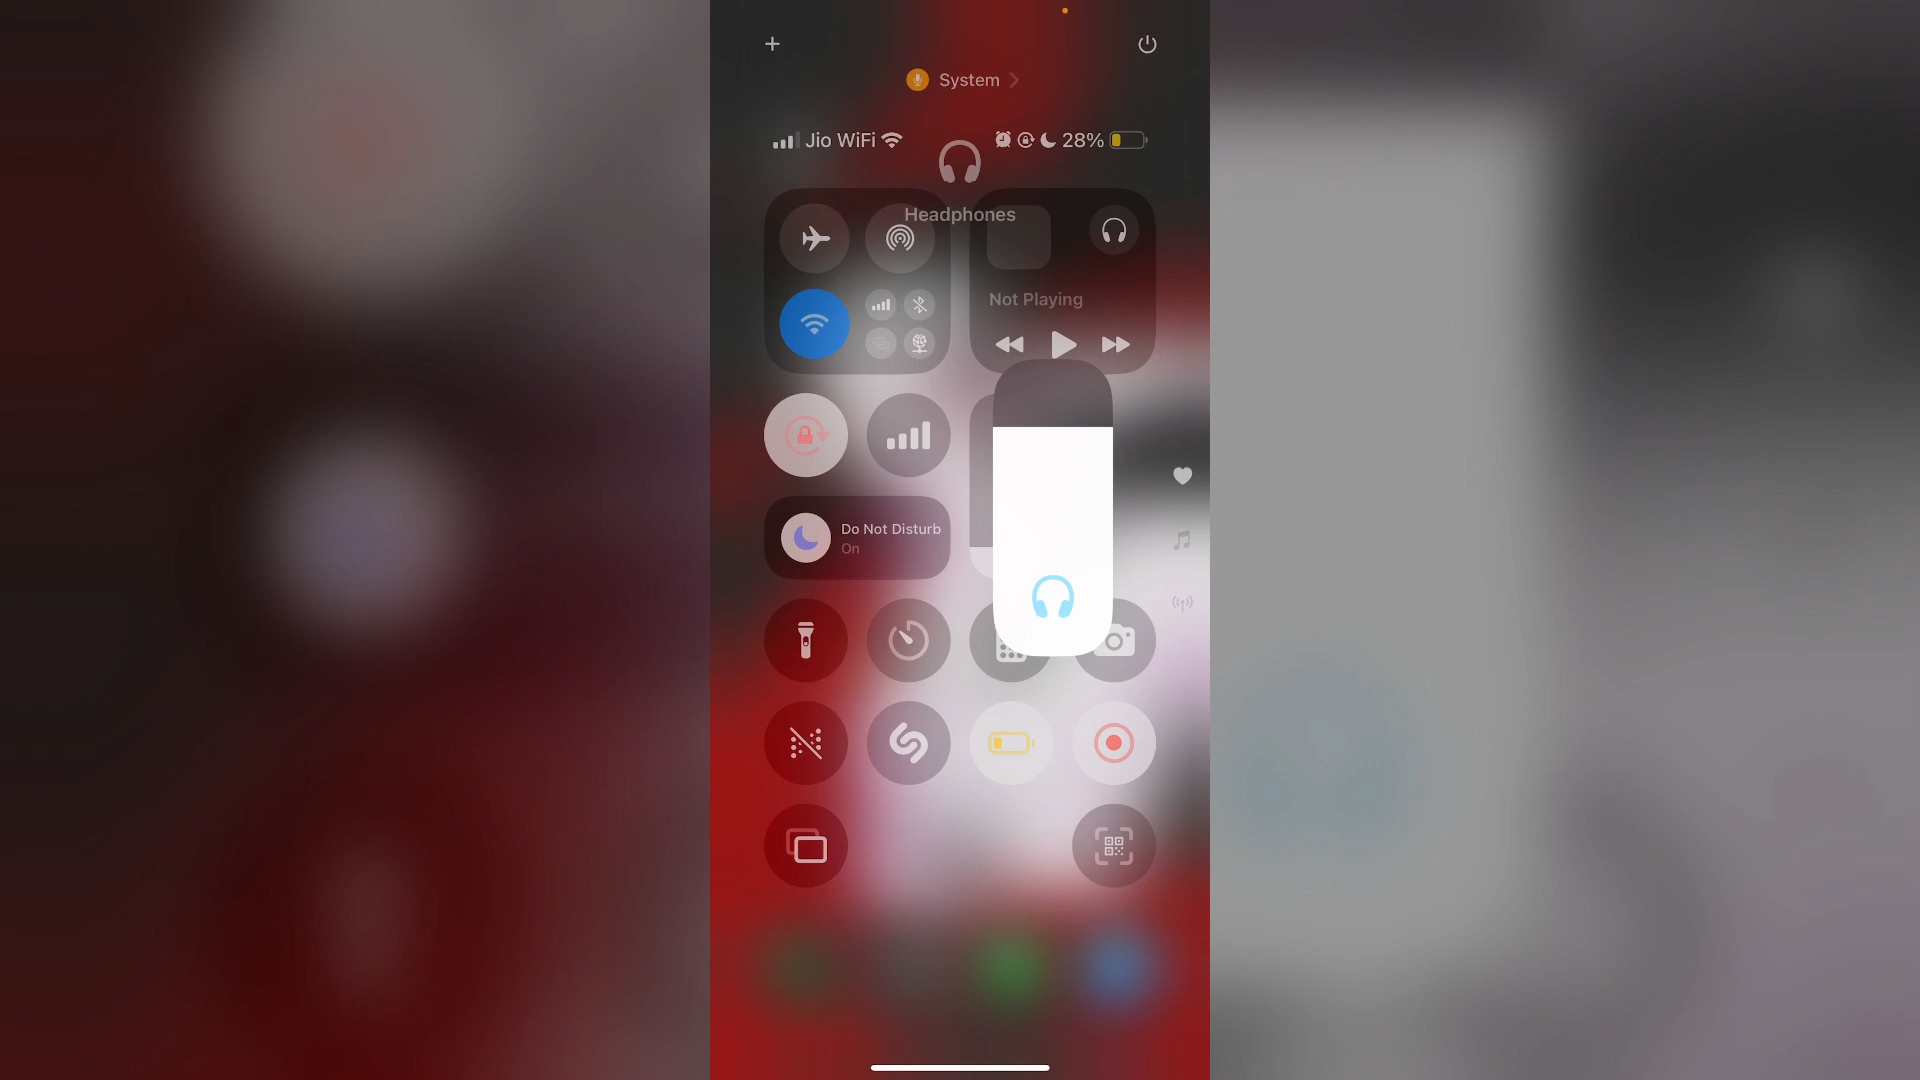 System
Jio WiFi 28%
Headphones
Not Playing
Do Not Disturb
On